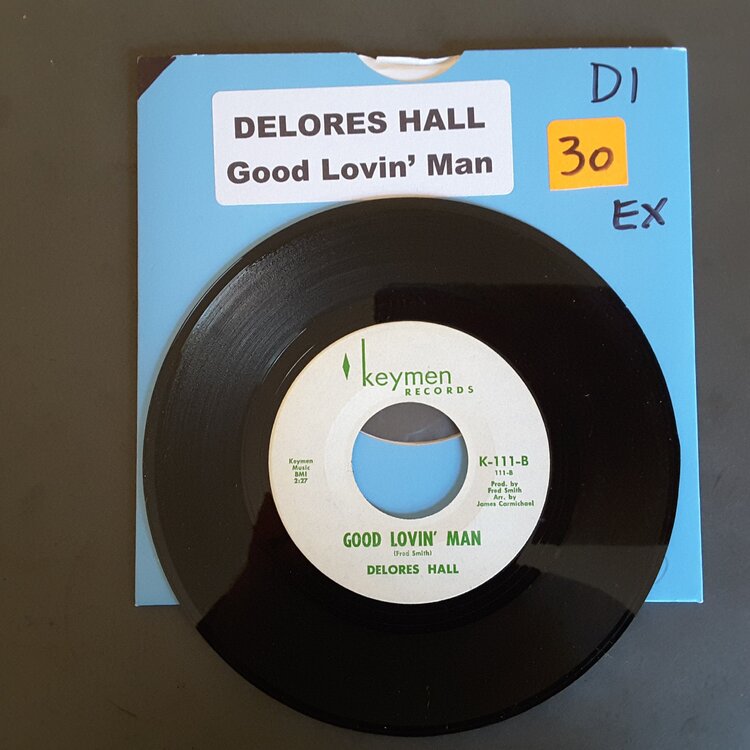 DELORES HALL
Good Lovin' Man
D1
30
EX
keymen
RECORDS
Keymen
Music
BMI
2:27
K-111-B
111-B
Prod. by
Fred Smith
Arr. by
James Carmichael
GOOD LOVIN' MAN
(Fred Smith)
DELORES HALL